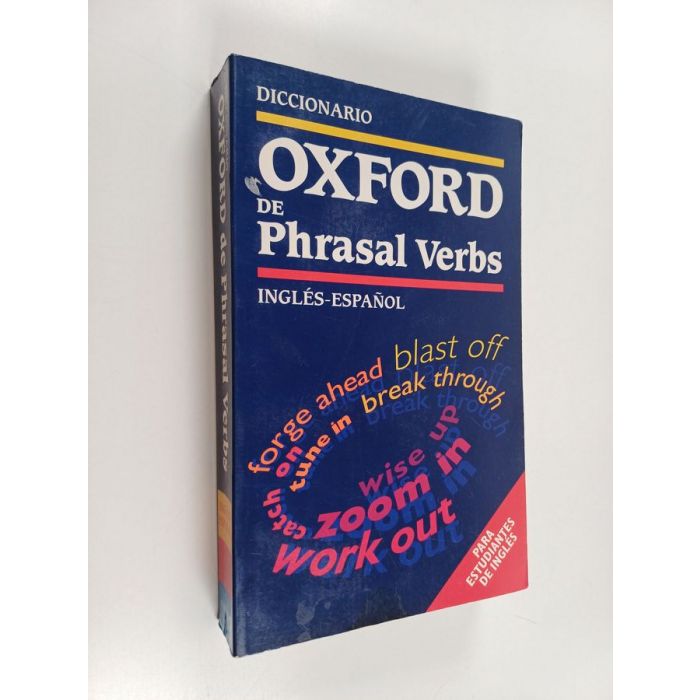 DICCIONARIO
OXFORD
DE
Phrasal Verbs
INGLÉS-ESPAÑOL
blast off
forge ahead
break through
tune in
catch on
wise up
zoom in
work out
PARA
ESTUDIANTES
DE INGLÉS
OXFORD de Phrasal Verbs